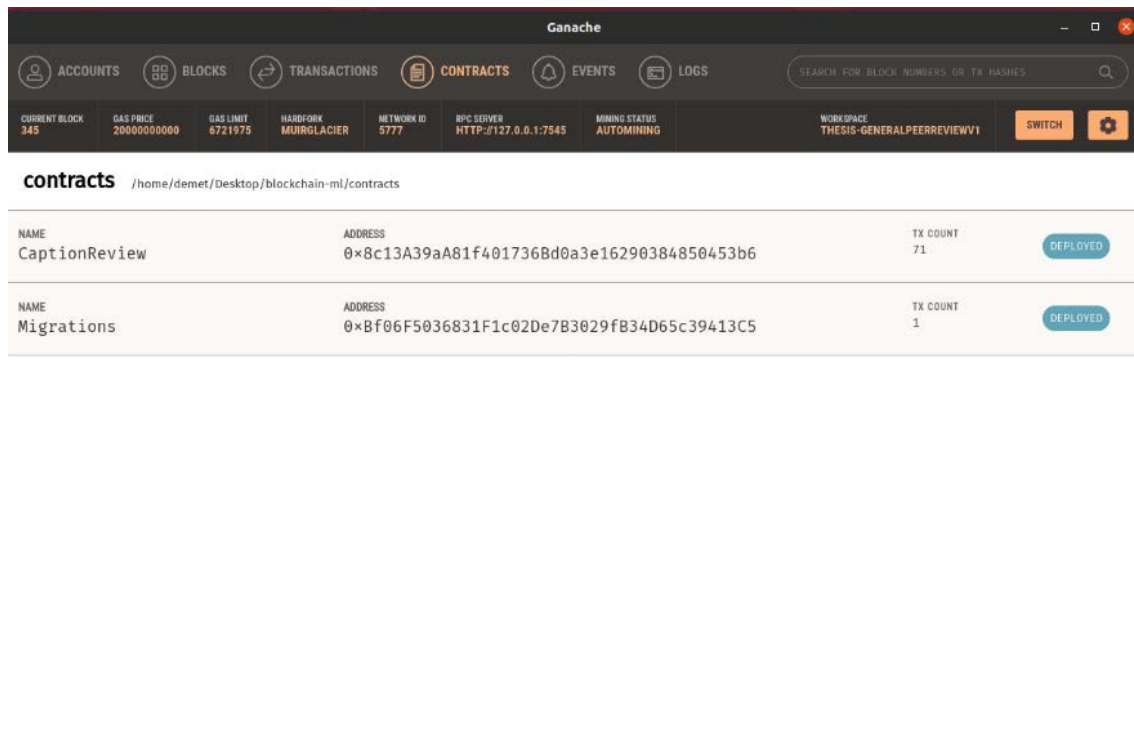 Ganache
ACCOUNTS BLOCKS TRANSACTIONS CONTRACTS EVENTS LOGS SEARCH FOR BLOCK NUMBERS OR TX HASHES
CURRENT BLOCK GAS PRICE GAS LIMIT HARDFORK NETWORK ID RPC SERVER MINING STATUS WORKSPACE
345 20000000000 6721975 MUIRGLACIER 5777 HTTP://127.0.0.1:7545 AUTOMINING THESIS-GENERALPEERREVIEWV1 SWITCH
contracts /home/demet/Desktop/blockchain-ml/contracts
NAME ADDRESS TX COUNT
CaptionReview 0×8c13A39aA81f401736Bd0a3e16290384850453b6 71 DEPLOYED
NAME ADDRESS TX COUNT
Migrations 0×Bf06F5036831F1c02De7B3029fB34D65c39413C5 1 DEPLOYED